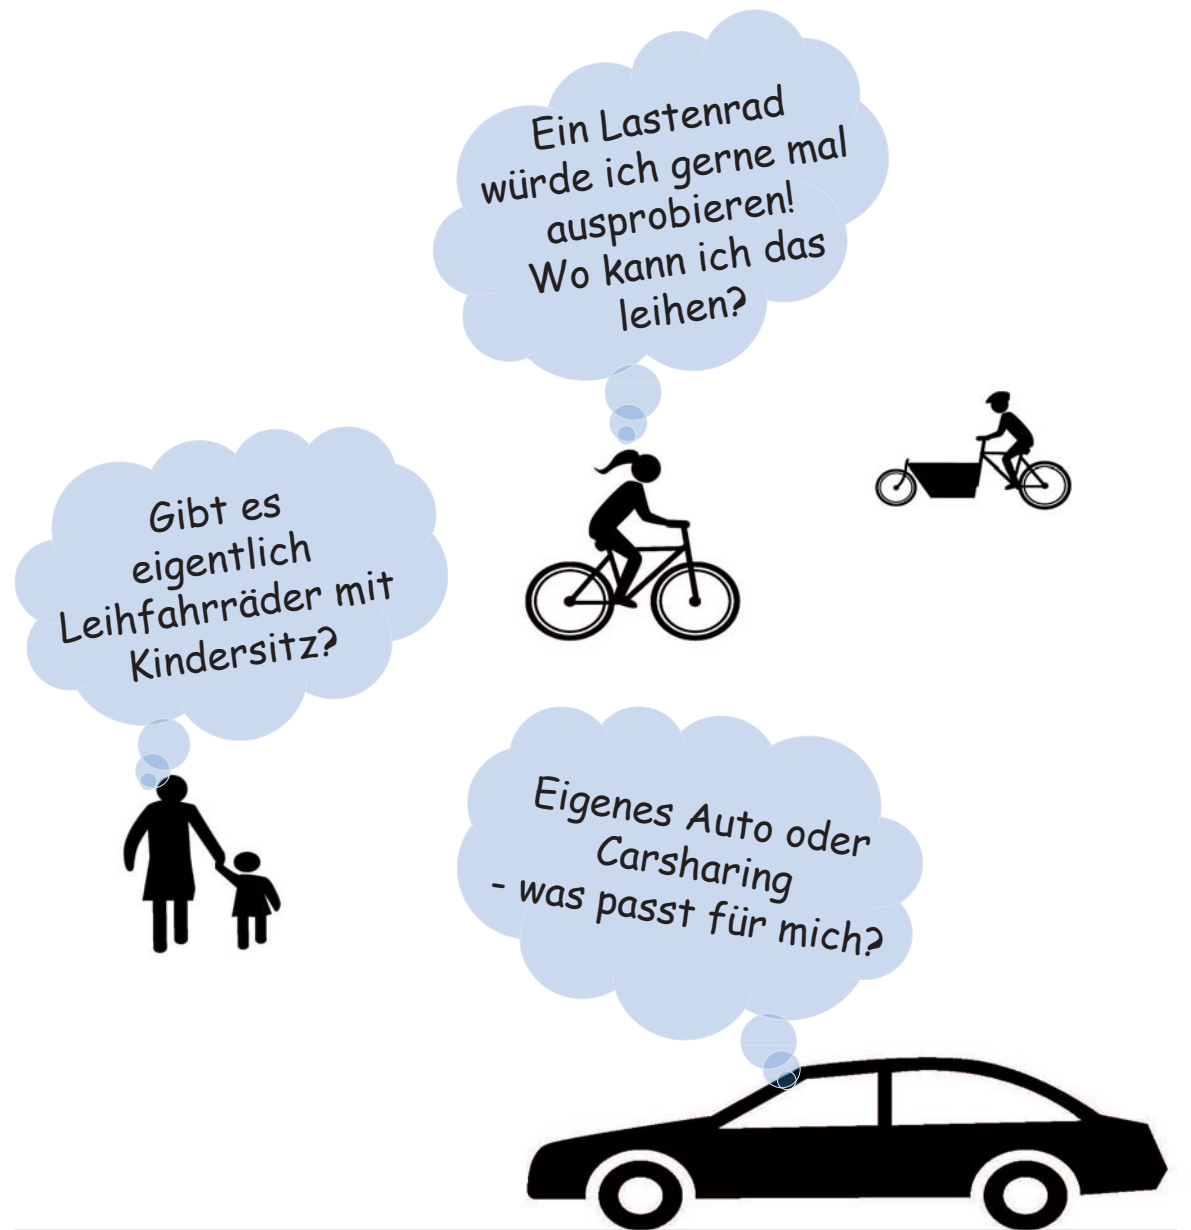 Ein Lastenrad
würde ich gerne mal
ausprobieren!
Wo kann ich das
leihen?
Gibt es
eigentlich
Leihfahrräder mit
Kindersitz?
Eigenes Auto oder
Carsharing
- was passt für mich?